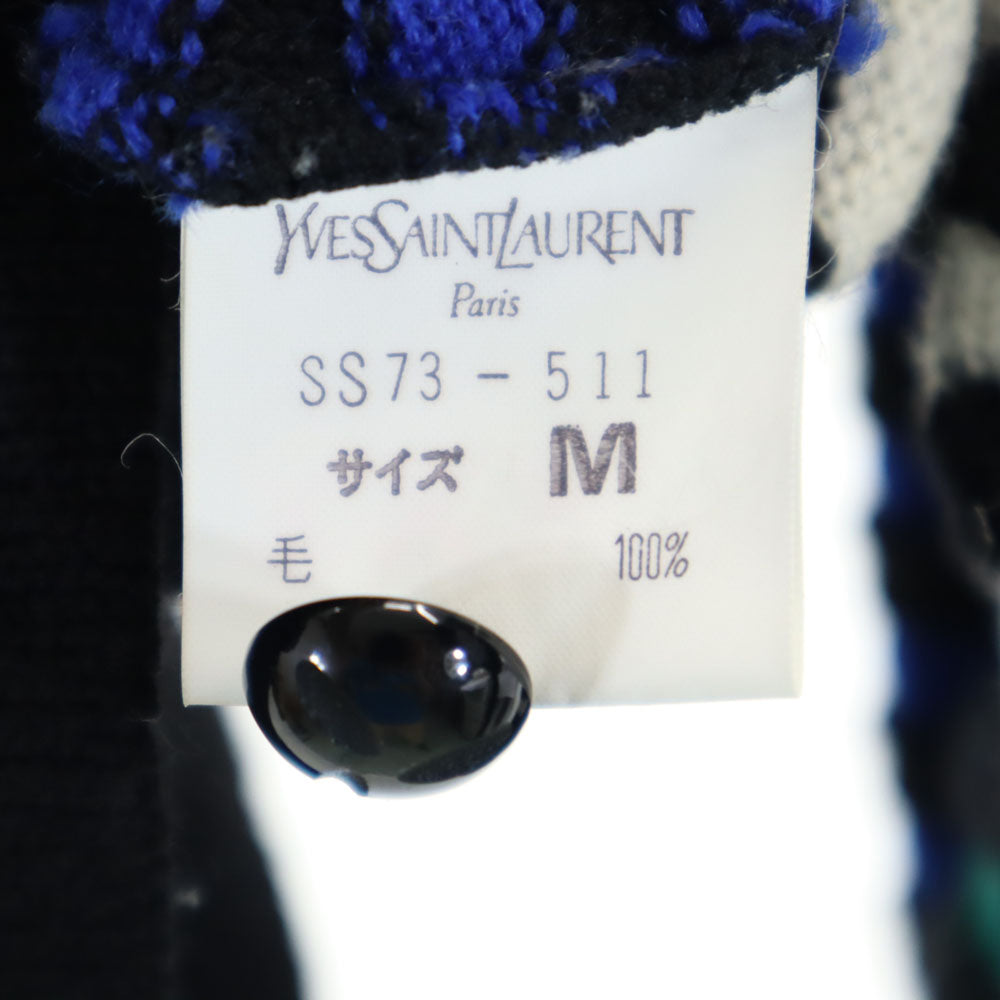 YVESSAINTLAURENT
Paris
SS73-511
サイズ M
毛 100%